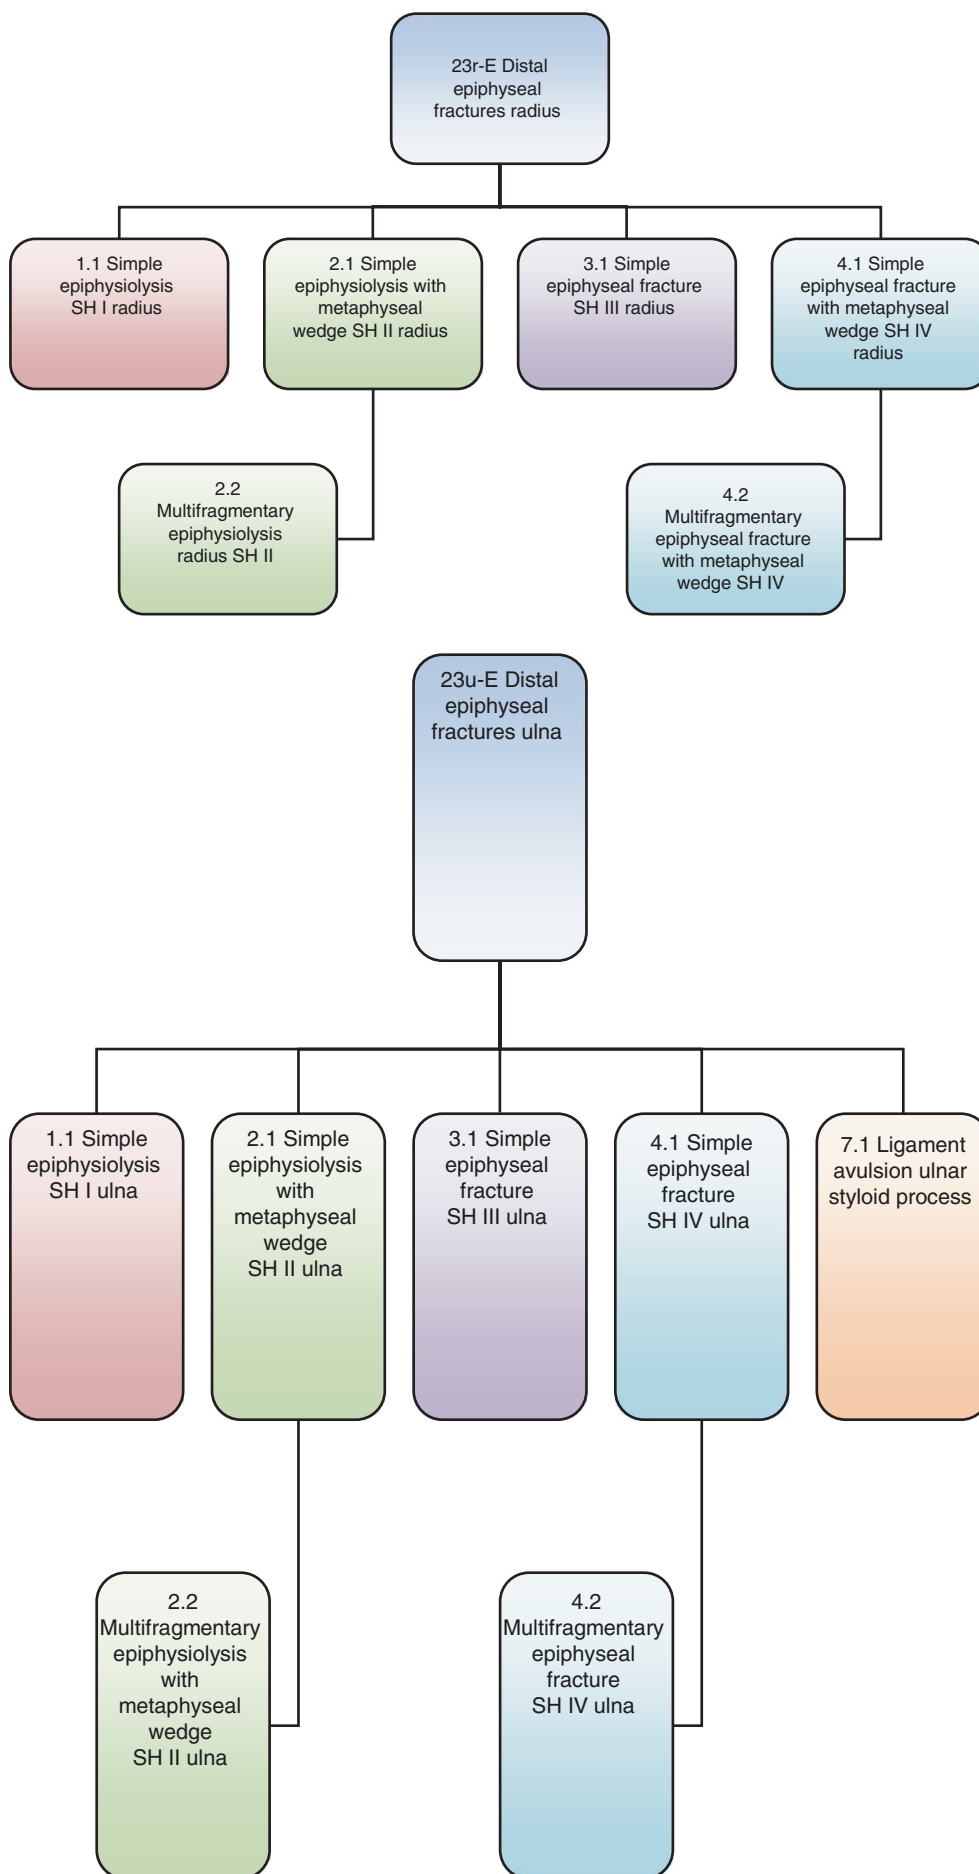 23r-E Distal
epiphyseal
fractures radius
1.1 Simple
epiphysiolysis
SH I radius
2.1 Simple
epiphysiolysis with
metaphyseal
wedge SH II radius
3.1 Simple
epiphyseal fracture
SH III radius
4.1 Simple
epiphyseal fracture
with metaphyseal
wedge SH IV
radius
2.2
Multifragmentary
epiphysiolysis
radius SH II
4.2
Multifragmentary
epiphyseal fracture
with metaphyseal
wedge SH IV
23u-E Distal
epiphyseal
fractures ulna
1.1 Simple
epiphysiolysis
SH I ulna
2.1 Simple
epiphysiolysis
with
metaphyseal
wedge
SH II ulna
3.1 Simple
epiphyseal
fracture
SH III ulna
4.1 Simple
epiphyseal
fracture
SH IV ulna
7.1 Ligament
avulsion ulnar
styloid process
2.2
Multifragmentary
epiphysiolysis
with
metaphyseal
wedge
SH II ulna
4.2
Multifragmentary
epiphyseal
fracture
SH IV ulna